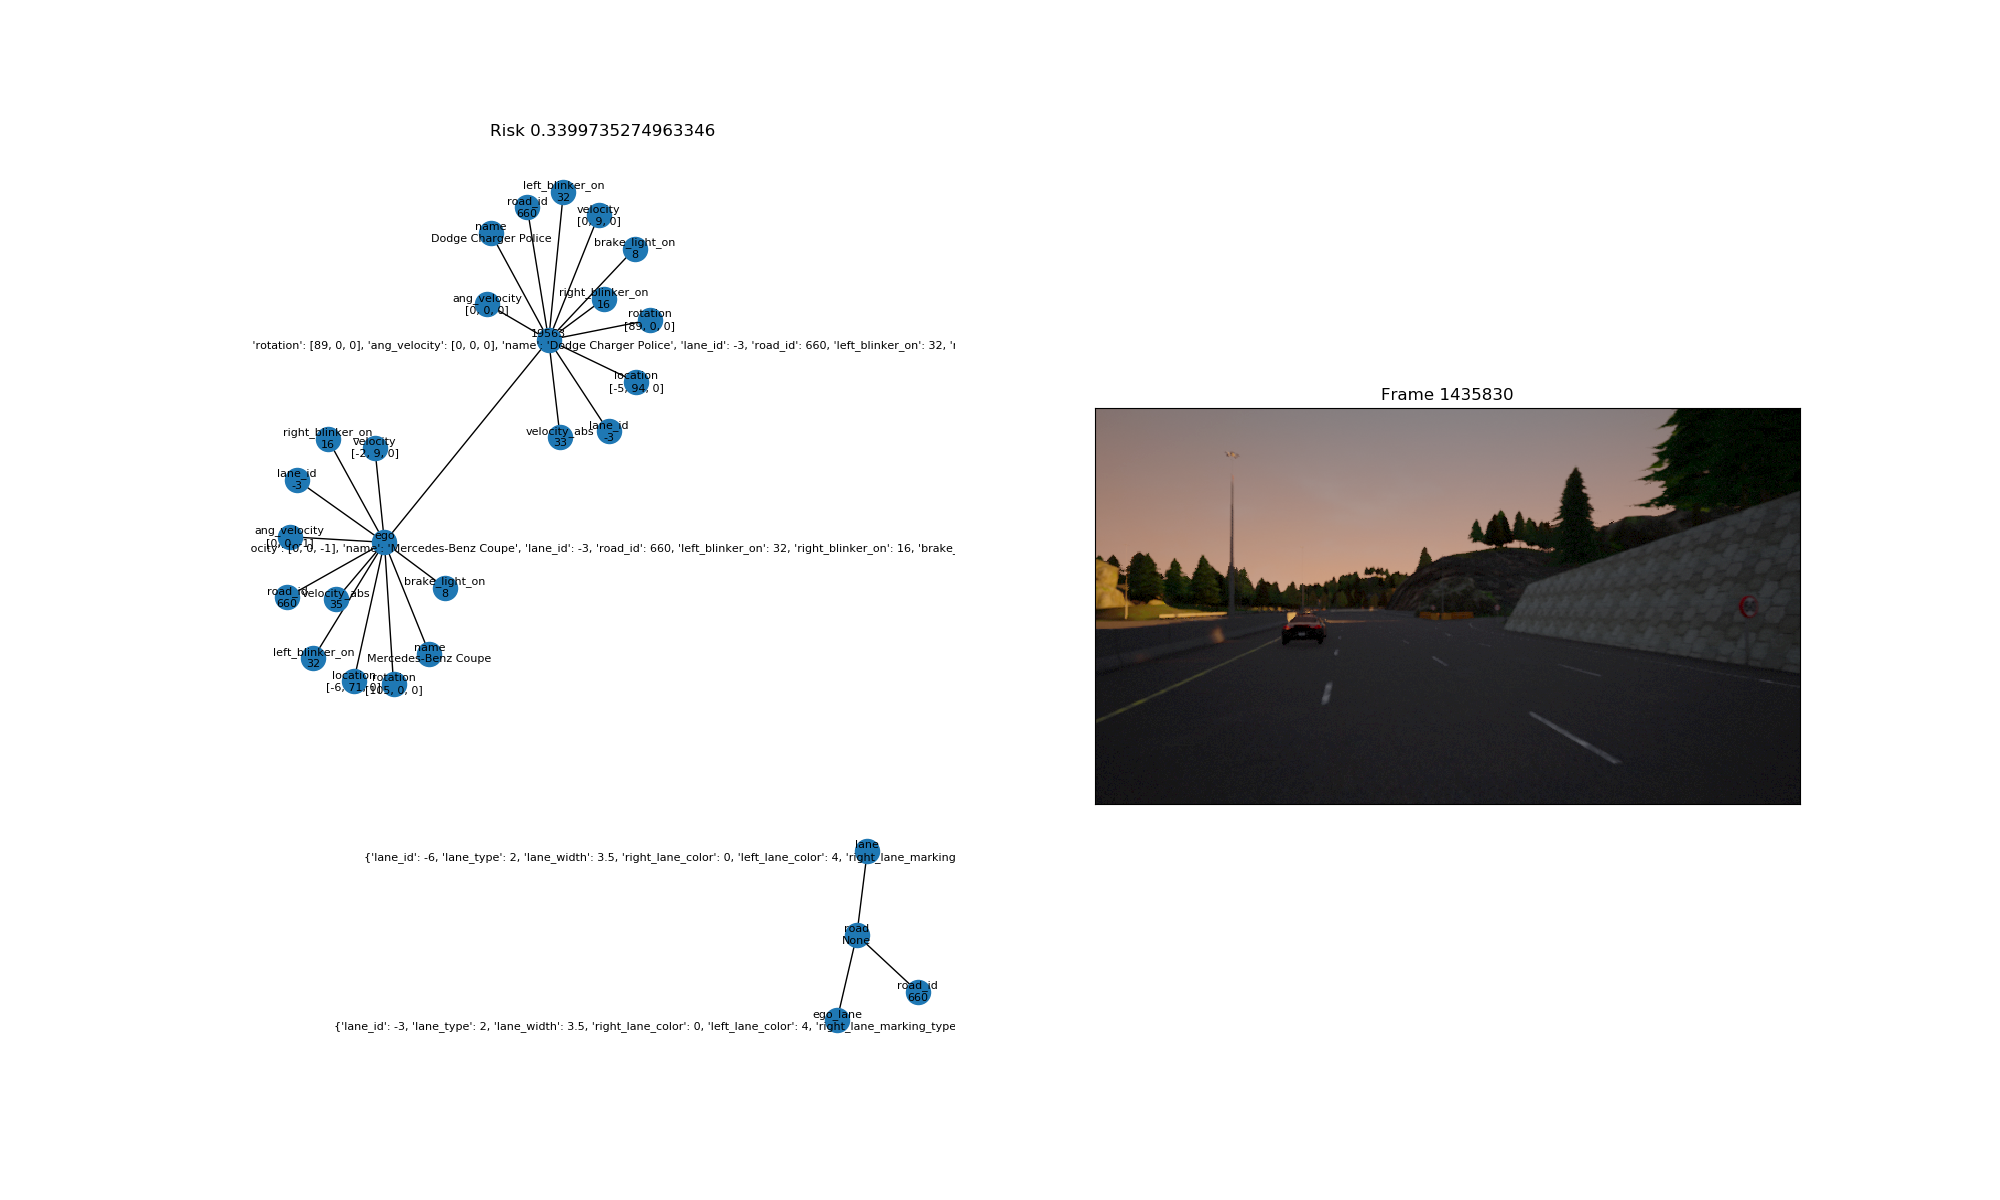 Risk 0.3399735274963346
left_blinker_on
32
road_id
660
velocity
[0, 9, 0]
name
Dodge Charger Police
brake_light_on
8
right_blinker_on
16
ang_velocity
[0, 0, 0]
rotation
[89, 0, 0]
19563
'rotation': [89, 0, 0], 'ang_velocity': [0, 0, 0], 'name': 'Dodge Charger Police', 'lane_id': -3, 'road_id': 660, 'left_blinker_on': 32,
location
[-5, 94, 0]
lane_id
-3
velocity_abs
33
right_blinker_on
16
velocity
[-2, 9, 0]
lane_id
-3
ang_velocity
[0, 0, -1]
ego
ocity': [0, 0, -1], 'name': 'Mercedes-Benz Coupe', 'lane_id': -3, 'road_id': 660, 'left_blinker_on': 32, 'right_blinker_on': 16, 'brake_
brake_light_on
8
road_id
660
velocity_abs
35
left_blinker_on
32
name
Mercedes-Benz Coupe
location
[-6, 71, 0]
rotation
[105, 0, 0]
Frame 1435830
lane
{'lane_id': -6, 'lane_type': 2, 'lane_width': 3.5, 'right_lane_color': 0, 'left_lane_color': 4, 'right_lane_marking
road
None
road_id
660
ego_lane
{'lane_id': -3, 'lane_type': 2, 'lane_width': 3.5, 'right_lane_color': 0, 'left_lane_color': 4, 'right_lane_marking_type